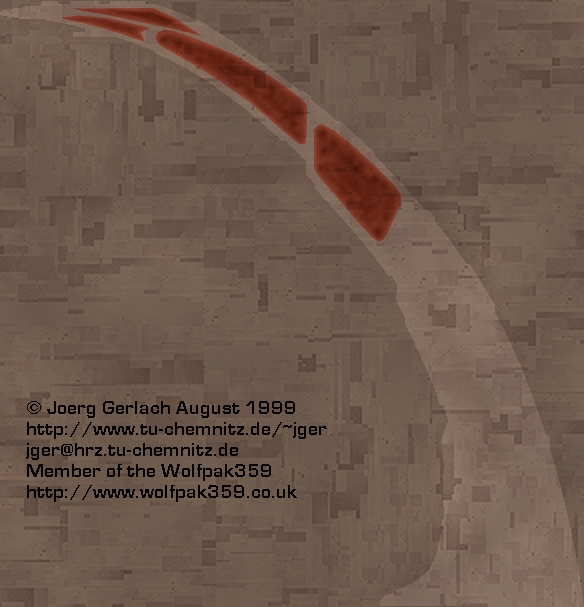 © Joerg Gerlach August 1999
http://www.tu-chemnitz.de/~jger
jger@hrz.tu-chemnitz.de
Member of the Wolfpak359
http://www.wolfpak359.co.uk